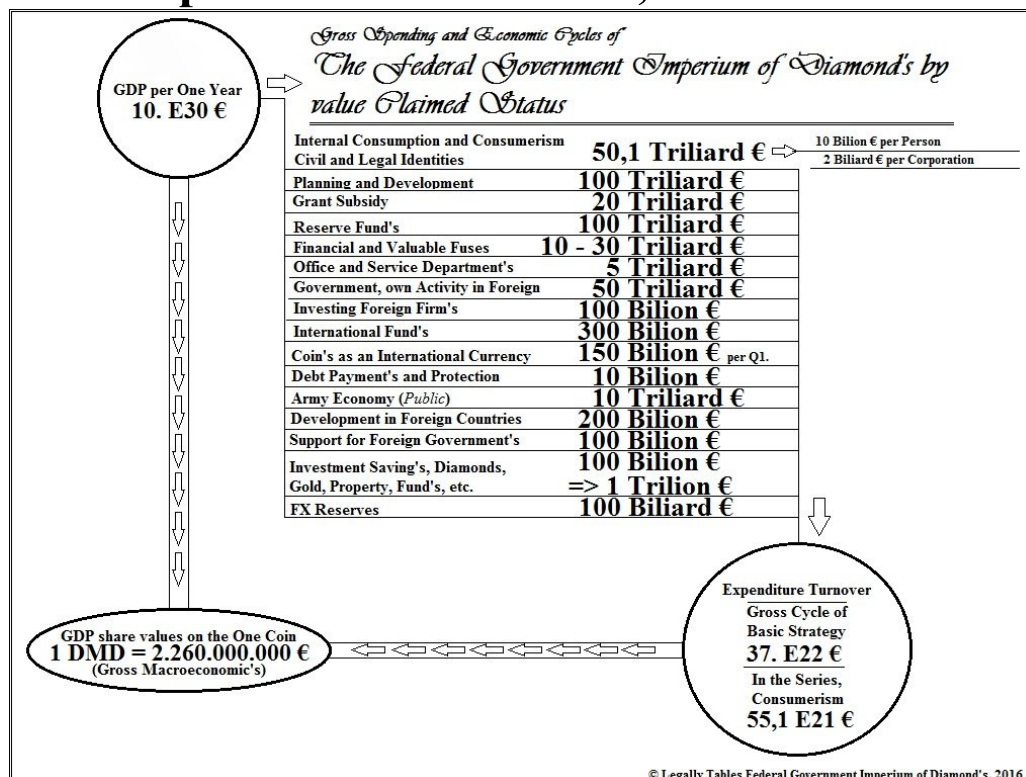 GDP per One Year
10. E30 €
Gross Spending and Economic Cycles of
The Federal Government Imperium of Diamond's by
value Claimed Status
Internal Consumption and Consumerism
Civil and Legal Identities
50,1 Triliard €
10 Bilion € per Person
2 Biliard € per Corporation
Planning and Development 100 Triliard €
Grant Subsidy 20 Triliard €
Reserve Fund's 100 Triliard €
Financial and Valuable Fuses 10 - 30 Triliard €
Office and Service Department's 5 Triliard €
Government, own Activity in Foreign 50 Triliard €
Investing Foreign Firm's 100 Bilion €
International Fund's 300 Bilion €
Coin's as an International Currency 150 Bilion € per Q1.
Debt Payment's and Protection 10 Bilion €
Army Economy (Public) 10 Triliard €
Development in Foreign Countries 200 Bilion €
Support for Foreign Government's 100 Bilion €
Investment Saving's, Diamonds, 100 Bilion €
Gold, Property, Fund's, etc. => 1 Trilion €
FX Reserves 100 Biliard €
Expenditure Turnover
Gross Cycle of
Basic Strategy
37. E22 €
In the Series,
Consumerism
55,1 E21 €
GDP share values on the One Coin
1 DMD = 2.260.000.000 €
(Gross Macroeconomic's)
© Legally Tables Federal Government Imperium of Diamond's, 2016